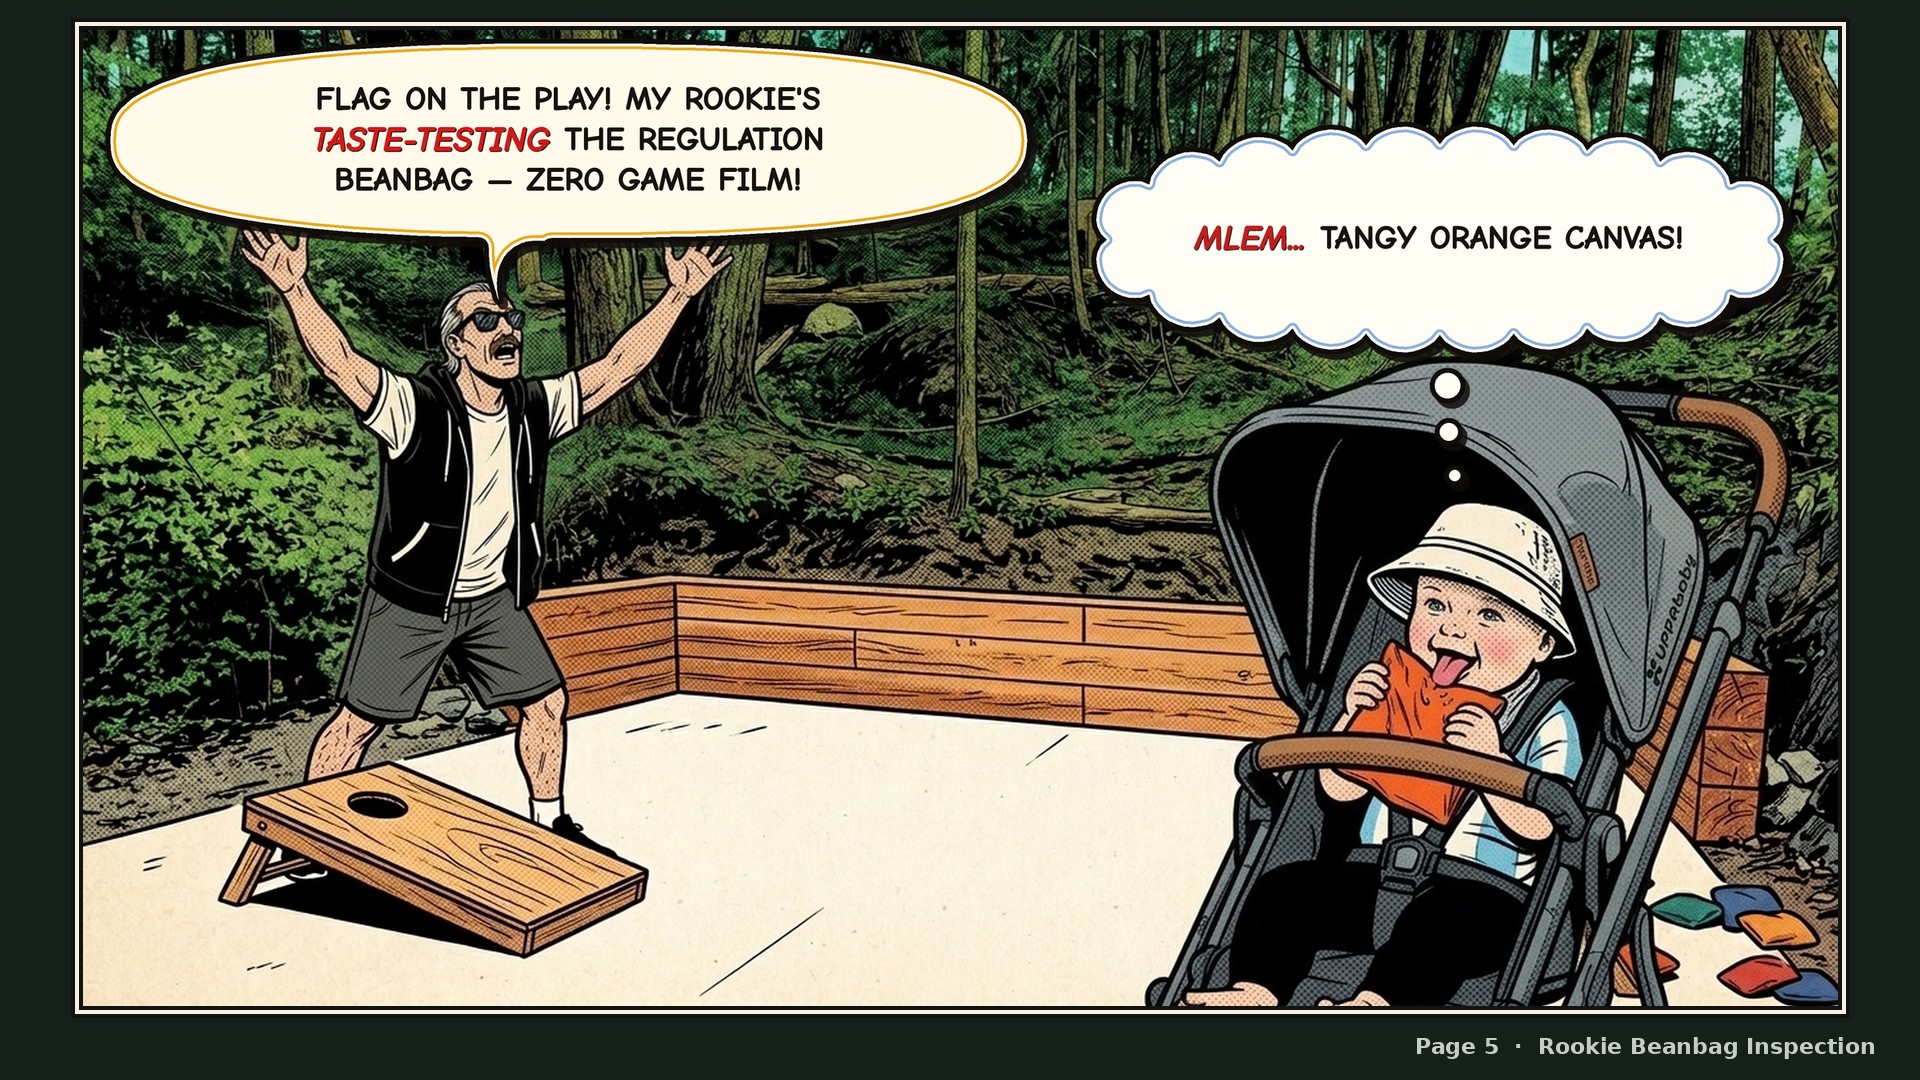 FLAG ON THE PLAY! MY ROOKIE'S
TASTE-TESTING THE REGULATION
BEANBAG — ZERO GAME FILM!
MLEM... TANGY ORANGE CANVAS!
UPPAbaby
Page 5 · Rookie Beanbag Inspection